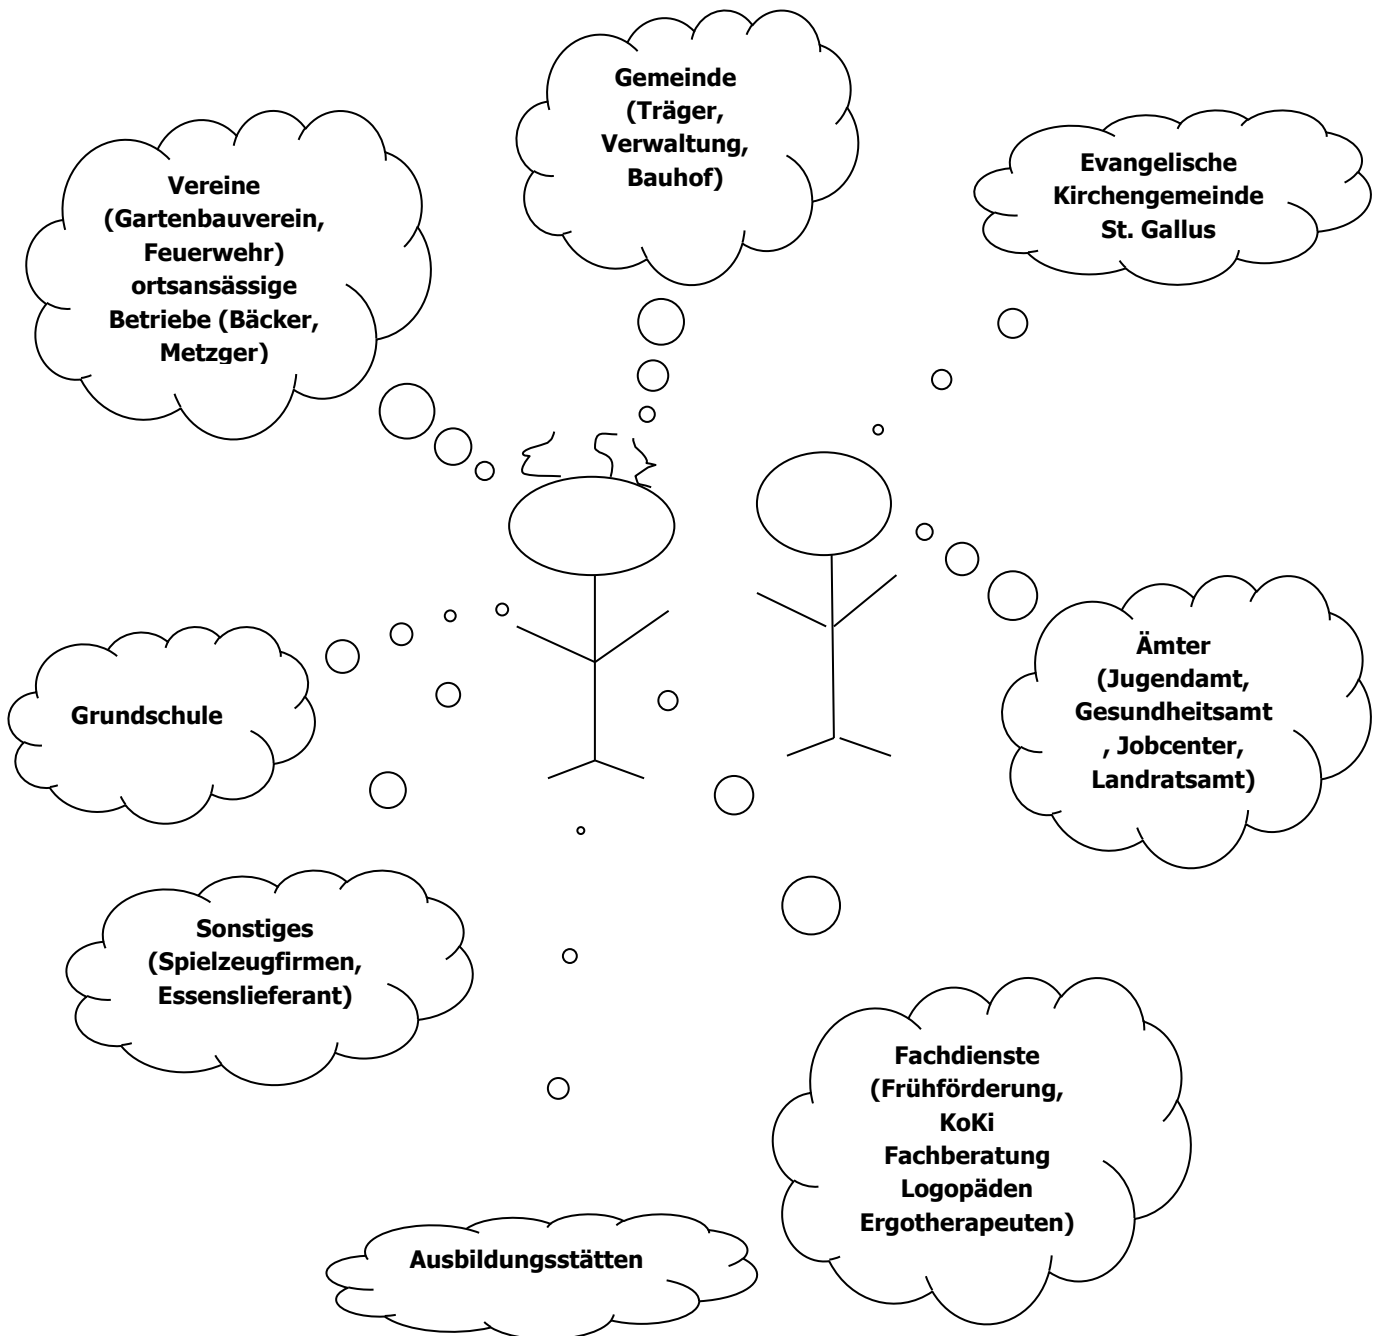 Gemeinde
(Träger,
Verwaltung,
Bauhof)
Evangelische
Kirchengemeinde
St. Gallus
Vereine
(Gartenbauverein,
Feuerwehr)
ortsansässige
Betriebe (Bäcker,
Metzger)
Ämter
(Jugendamt,
Gesundheitsamt
, Jobcenter,
Landratsamt)
Grundschule
Sonstiges
(Spielzeugfirmen,
Essenslieferant)
Fachdienste
(Frühförderung,
KoKi
Fachberatung
Logopäden
Ergotherapeuten)
Ausbildungsstätten